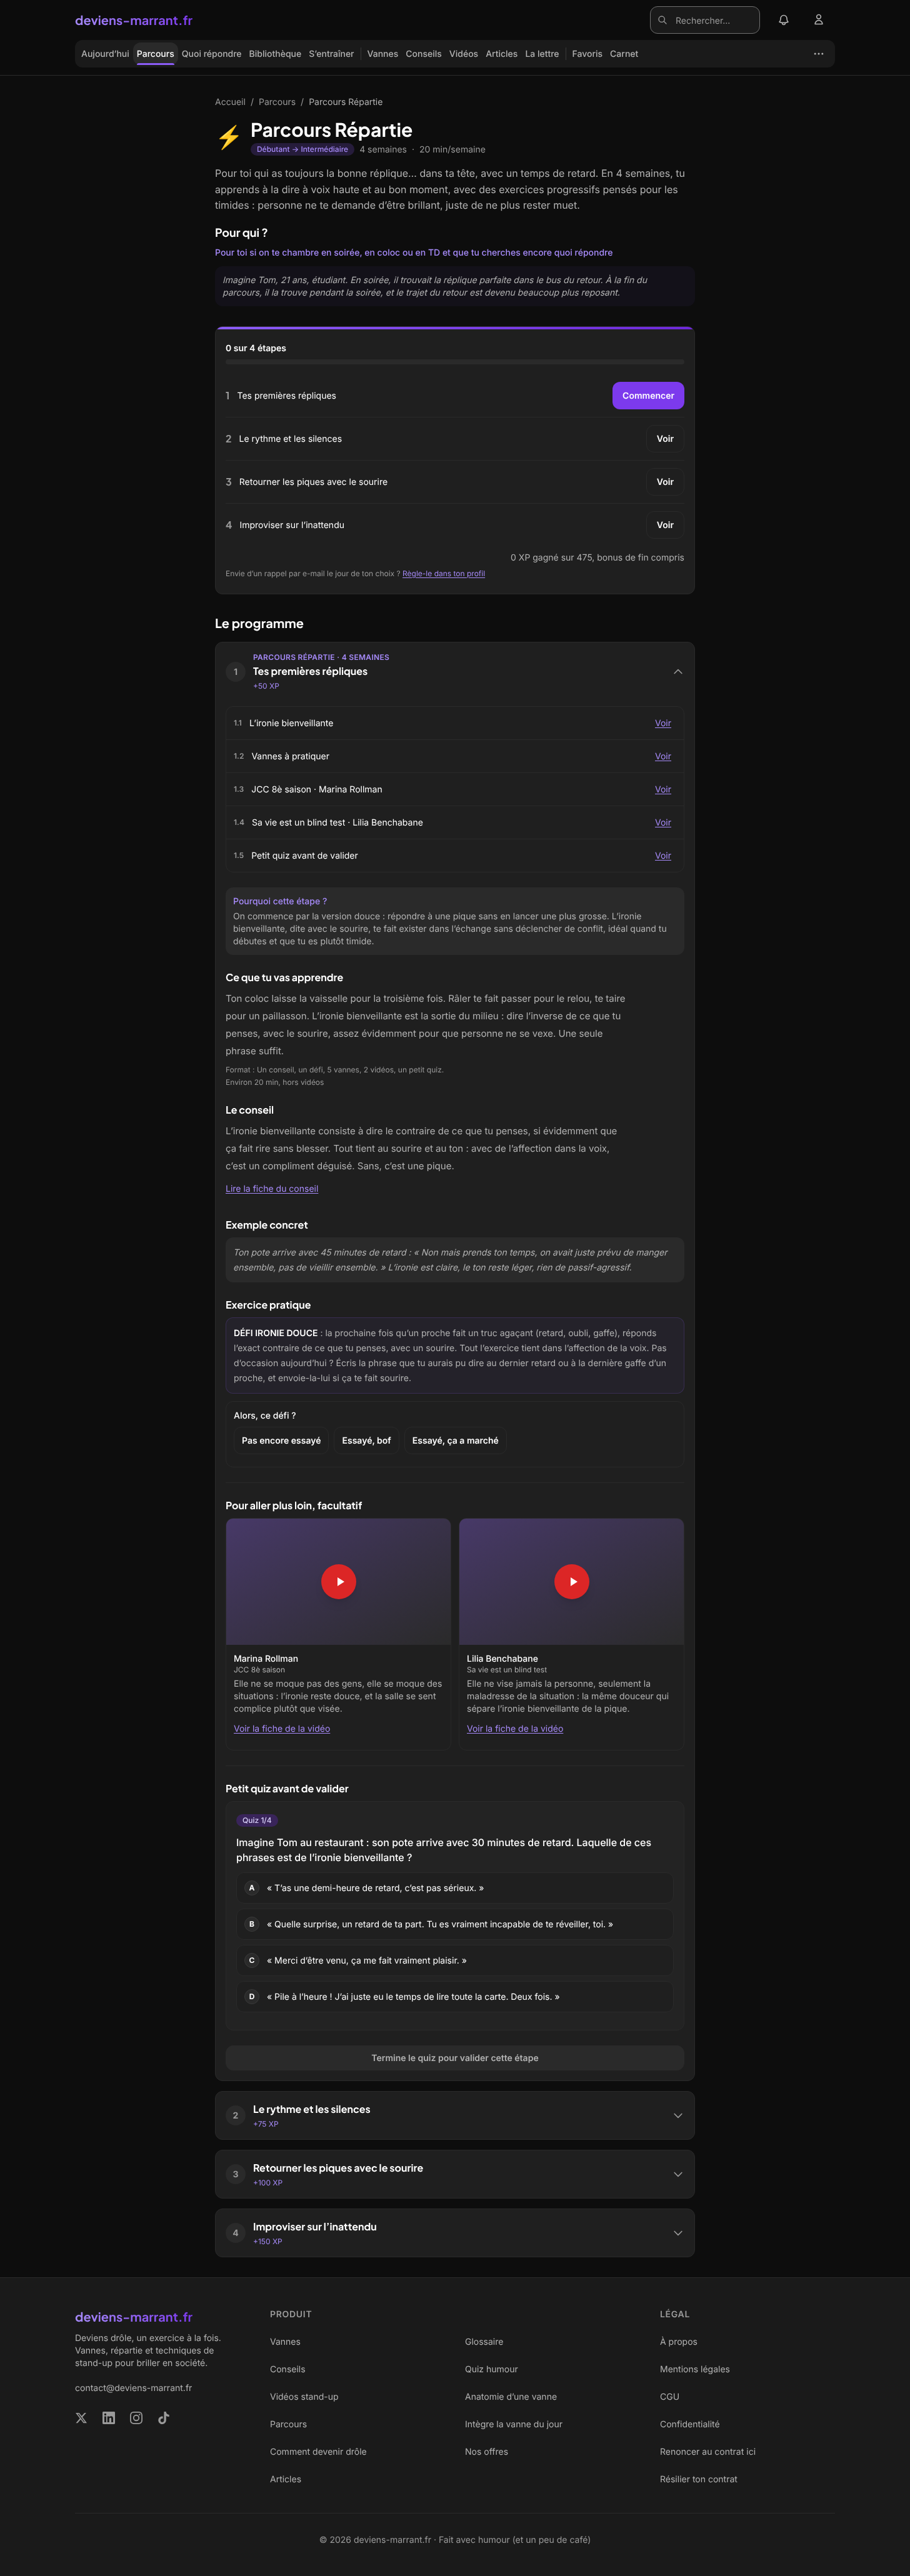 deviens-marrant.fr
Rechercher...
Aujourd’hui Parcours Quoi répondre Bibliothèque S’entraîner Vannes Conseils Vidéos Articles La lettre Favoris Carnet
Accueil / Parcours / Parcours Répartie
Parcours Répartie
Débutant → Intermédiaire 4 semaines · 20 min/semaine
Pour toi qui as toujours la bonne réplique... dans ta tête, avec un temps de retard. En 4 semaines, tu
apprends à la dire à voix haute et au bon moment, avec des exercices progressifs pensés pour les
timides : personne ne te demande d’être brillant, juste de ne plus rester muet.
Pour qui ?
Pour toi si on te chambre en soirée, en coloc ou en TD et que tu cherches encore quoi répondre
Imagine Tom, 21 ans, étudiant. En soirée, il trouvait la réplique parfaite dans le bus du retour. À la fin du
parcours, il la trouve pendant la soirée, et le trajet du retour est devenu beaucoup plus reposant.
0 sur 4 étapes
1 Tes premières répliques Commencer
2 Le rythme et les silences Voir
3 Retourner les piques avec le sourire Voir
4 Improviser sur l’inattendu Voir
0 XP gagné sur 475, bonus de fin compris
Envie d’un rappel par e-mail le jour de ton choix ? Règle-le dans ton profil
Le programme
PARCOURS RÉPARTIE · 4 SEMAINES
1 Tes premières répliques
+50 XP
1.1 L’ironie bienveillante Voir
1.2 Vannes à pratiquer Voir
1.3 JCC 8è saison · Marina Rollman Voir
1.4 Sa vie est un blind test · Lilia Benchabane Voir
1.5 Petit quiz avant de valider Voir
Pourquoi cette étape ?
On commence par la version douce : répondre à une pique sans en lancer une plus grosse. L’ironie
bienveillante, dite avec le sourire, te fait exister dans l’échange sans déclencher de conflit, idéal quand tu
débutes et que tu es plutôt timide.
Ce que tu vas apprendre
Ton coloc laisse la vaisselle pour la troisième fois. Râler te fait passer pour le relou, te taire
pour un paillasson. L’ironie bienveillante est la sortie du milieu : dire l’inverse de ce que tu
penses, avec le sourire, assez évidemment pour que personne ne se vexe. Une seule
phrase suffit.
Format : Un conseil, un défi, 5 vannes, 2 vidéos, un petit quiz.
Environ 20 min, hors vidéos
Le conseil
L’ironie bienveillante consiste à dire le contraire de ce que tu penses, si évidemment que
ça fait rire sans blesser. Tout tient au sourire et au ton : avec de l’affection dans la voix,
c’est un compliment déguisé. Sans, c’est une pique.
Lire la fiche du conseil
Exemple concret
Ton pote arrive avec 45 minutes de retard : « Non mais prends ton temps, on avait juste prévu de manger
ensemble, pas de vieillir ensemble. » L’ironie est claire, le ton reste léger, rien de passif-agressif.
Exercice pratique
DÉFI IRONIE DOUCE : la prochaine fois qu’un proche fait un truc agaçant (retard, oubli, gaffe), réponds
l’exact contraire de ce que tu penses, avec un sourire. Tout l’exercice tient dans l’affection de la voix. Pas
d’occasion aujourd’hui ? Écris la phrase que tu aurais pu dire au dernier retard ou à la dernière gaffe d’un
proche, et envoie-la-lui si ça te fait sourire.
Alors, ce défi ?
Pas encore essayé Essayé, bof Essayé, ça a marché
Pour aller plus loin, facultatif
Marina Rollman
JCC 8è saison
Elle ne se moque pas des gens, elle se moque des
situations : l’ironie reste douce, et la salle se sent
complice plutôt que visée.
Voir la fiche de la vidéo
Lilia Benchabane
Sa vie est un blind test
Elle ne vise jamais la personne, seulement la
maladresse de la situation : la même douceur qui
sépare l’ironie bienveillante de la pique.
Voir la fiche de la vidéo
Petit quiz avant de valider
Quiz 1/4
Imagine Tom au restaurant : son pote arrive avec 30 minutes de retard. Laquelle de ces
phrases est de l’ironie bienveillante ?
A « T’as une demi-heure de retard, c’est pas sérieux. »
B « Quelle surprise, un retard de ta part. Tu es vraiment incapable de te réveiller, toi. »
C « Merci d’être venu, ça me fait vraiment plaisir. »
D « Pile à l’heure ! J’ai juste eu le temps de lire toute la carte. Deux fois. »
Termine le quiz pour valider cette étape
2 Le rythme et les silences
+75 XP
3 Retourner les piques avec le sourire
+100 XP
4 Improviser sur l’inattendu
+150 XP
deviens-marrant.fr
Deviens drôle, un exercice à la fois.
Vannes, répartie et techniques de
stand-up pour briller en société.
contact@deviens-marrant.fr
PRODUIT
Vannes
Conseils
Vidéos stand-up
Parcours
Comment devenir drôle
Articles
Glossaire
Quiz humour
Anatomie d’une vanne
Intègre la vanne du jour
Nos offres
LÉGAL
À propos
Mentions légales
CGU
Confidentialité
Renoncer au contrat ici
Résilier ton contrat
© 2026 deviens-marrant.fr · Fait avec humour (et un peu de café)